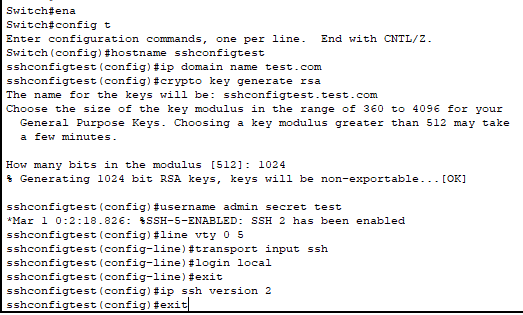 Switch#ena
Switch#config t
Enter configuration commands, one per line.  End with CNTL/Z.
Switch(config)#hostname sshconfigtest
sshconfigtest(config)#ip domain name test.com
sshconfigtest(config)#crypto key generate rsa
The name for the keys will be: sshconfigtest.test.com
Choose the size of the key modulus in the range of 360 to 4096 for your
  General Purpose Keys. Choosing a key modulus greater than 512 may take
  a few minutes.

How many bits in the modulus [512]: 1024
% Generating 1024 bit RSA keys, keys will be non-exportable...[OK]

sshconfigtest(config)#username admin secret test
*Mar 1 0:2:18.826: %SSH-5-ENABLED: SSH 2 has been enabled
sshconfigtest(config)#line vty 0 5
sshconfigtest(config-line)#transport input ssh
sshconfigtest(config-line)#login local
sshconfigtest(config-line)#exit
sshconfigtest(config)#ip ssh version 2
sshconfigtest(config)#exit